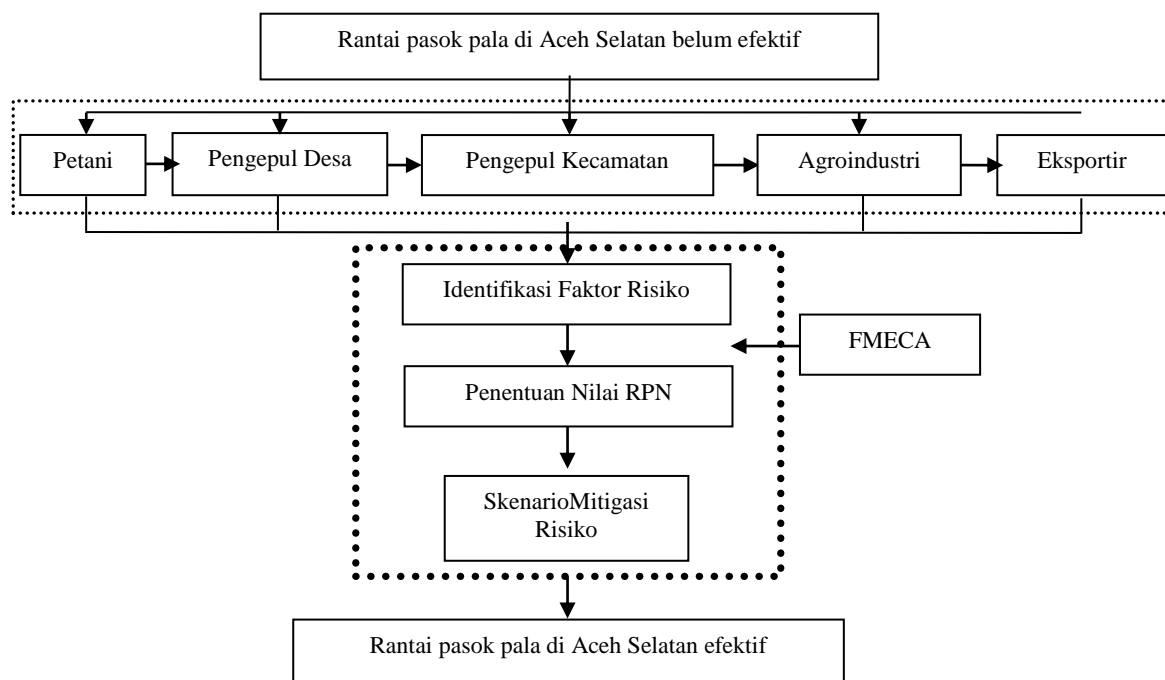 Rantai pasok pala di Aceh Selatan belum efektif
Petani
Pengepul Desa
Pengepul Kecamatan
Agroindustri
Eksportir
Identifikasi Faktor Risiko
FMECA
Penentuan Nilai RPN
SkenarioMitigasi
Risiko
Rantai pasok pala di Aceh Selatan efektif